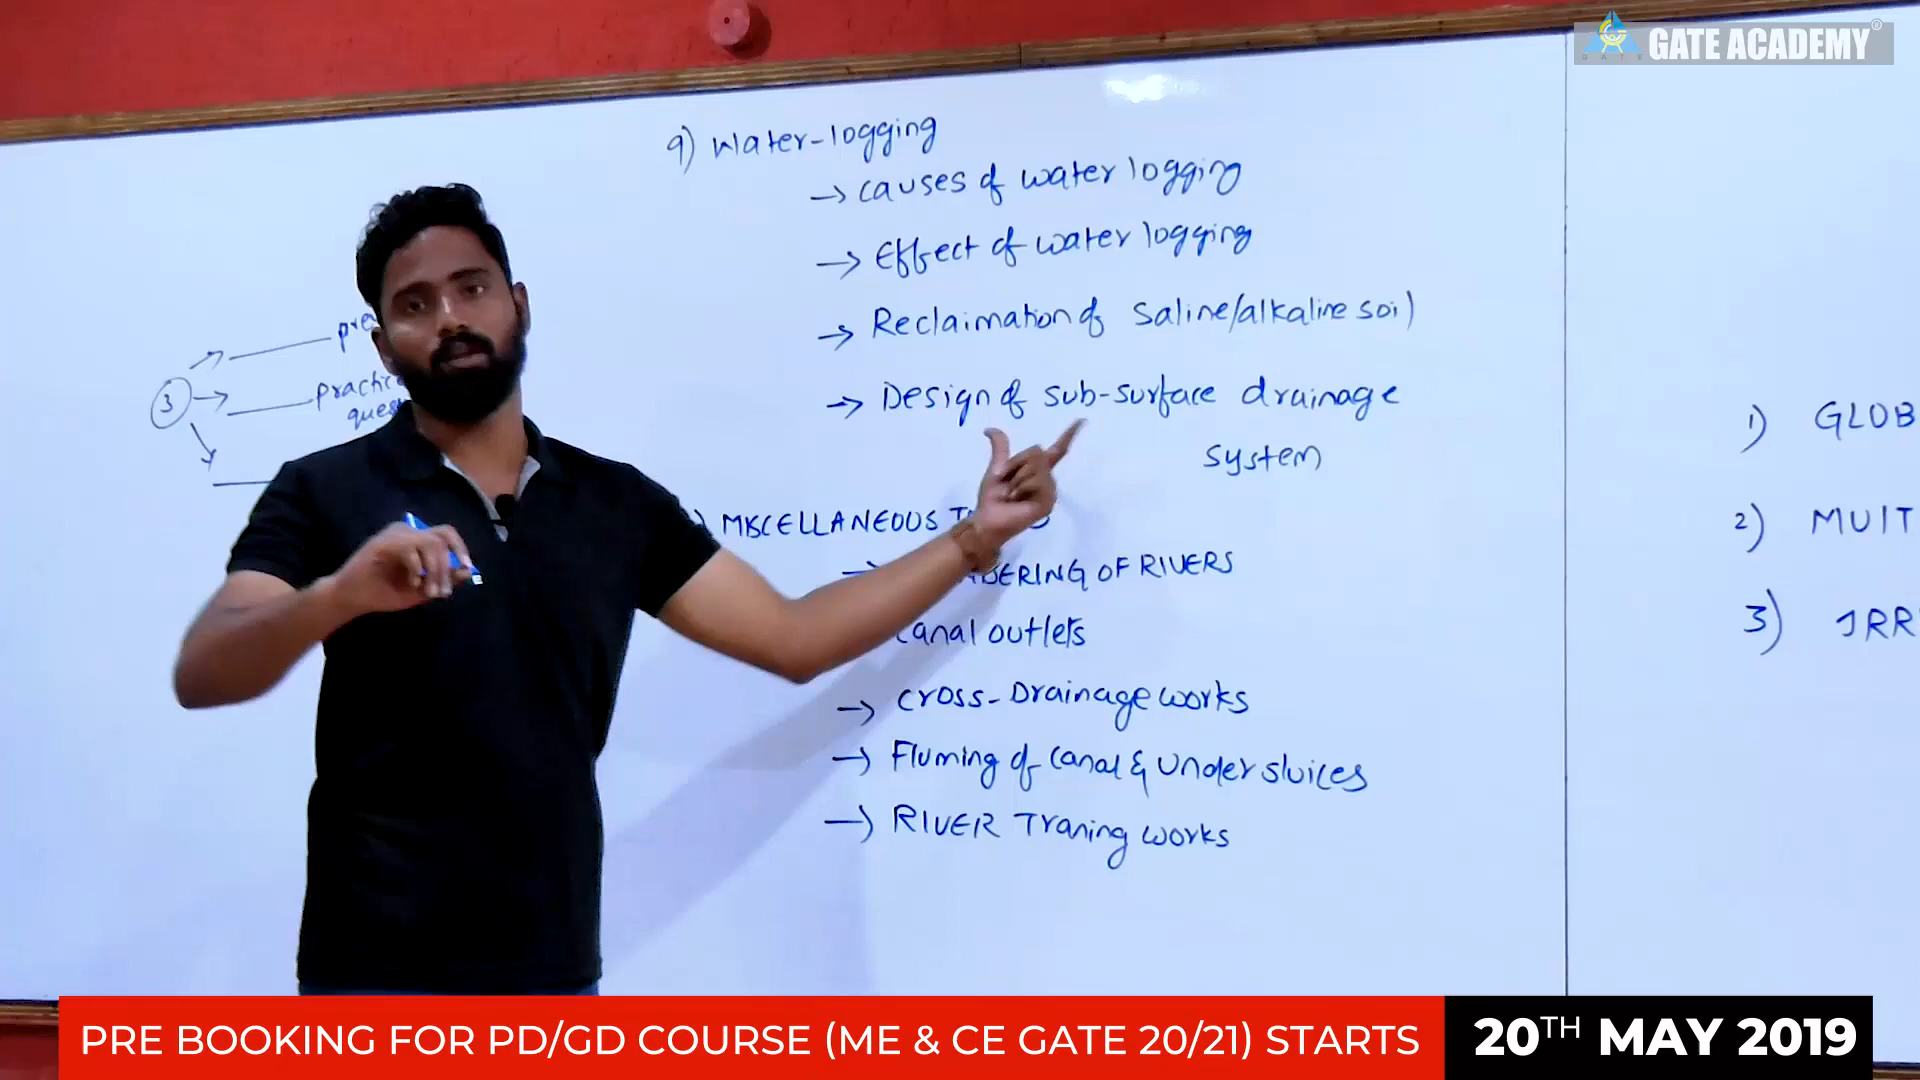 GATE ACADEMY
GATE
9) Water-logging
→ causes of water logging
→ Effect of water logging
→ Reclaimation of saline/alkaline soil
→ Design of sub-surface drainage
system
3
practice
MISCELLANEOUS
OF RIVERS
canal outlets
→ cross-Drainage works
→ Fluming of canal & Under sluices
→ RIVER Traning works
1) GLOB
2) MUIT
3) IRR
PRE BOOKING FOR PD/GD COURSE (ME & CE GATE 20/21) STARTS
20TH MAY 2019